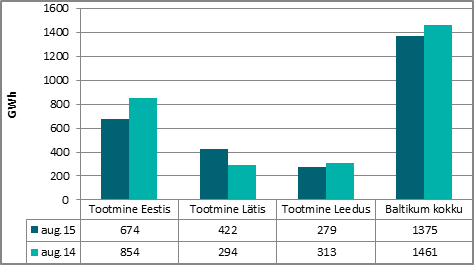 GWh
1600
1400
1200
1000
800
600
400
200
0
Tootmine Eestis Tootmine Lätis Tootmine Leedus Baltikum kokku
aug.15 674 422 279 1375
aug.14 854 294 313 1461